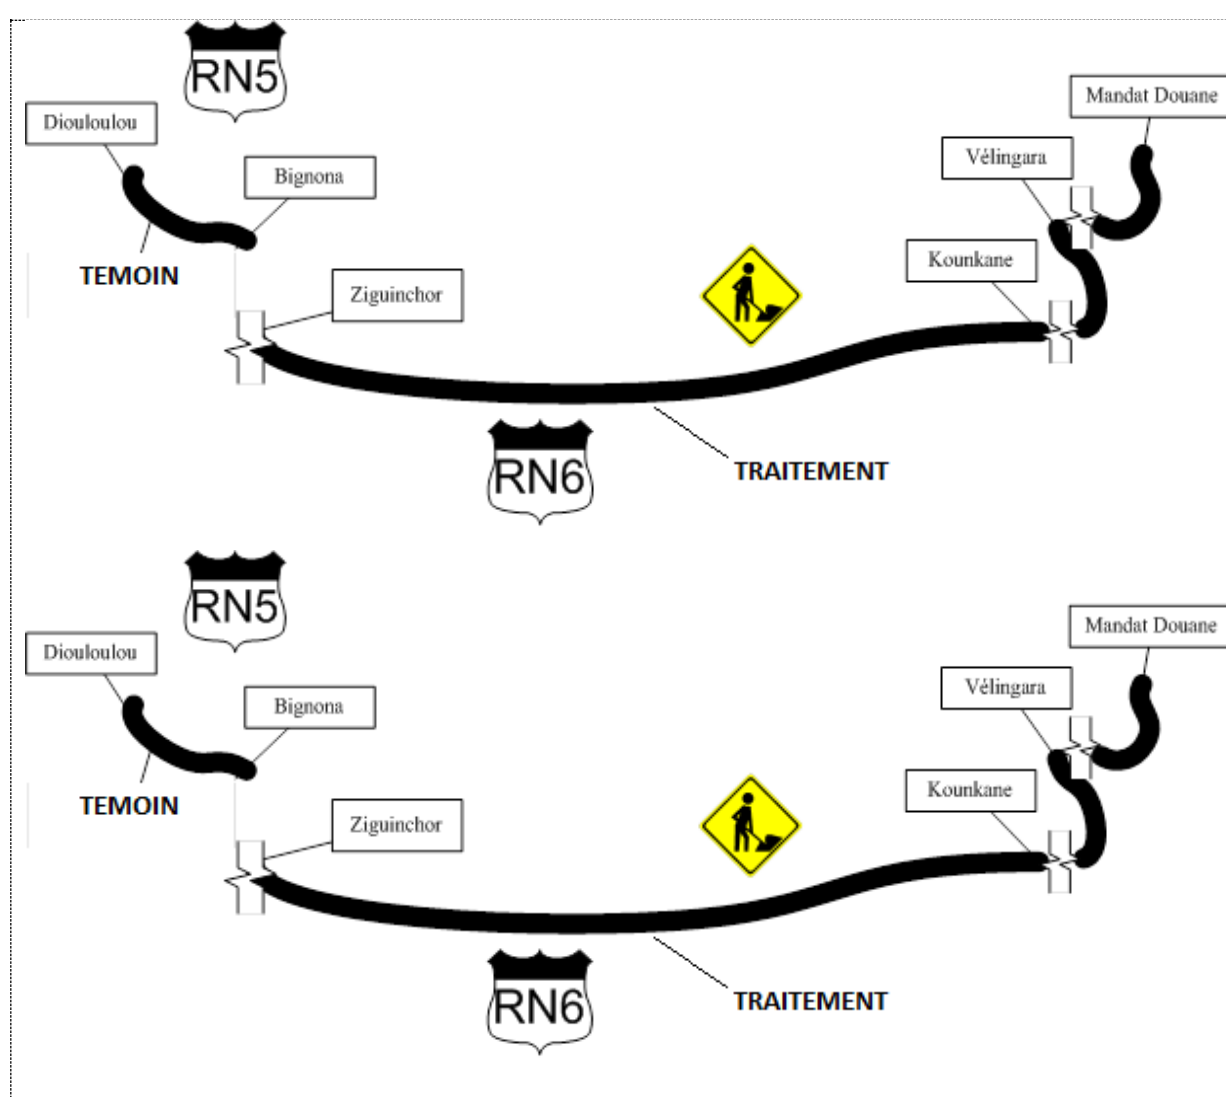 RN5
Diouloulou
Mandat Douane
Vélingara
Bignona
TEMOIN
Kounkane
Ziguinchor
RN6
TRAITEMENT
RN5
Diouloulou
Mandat Douane
Vélingara
Bignona
TEMOIN
Kounkane
Ziguinchor
RN6
TRAITEMENT